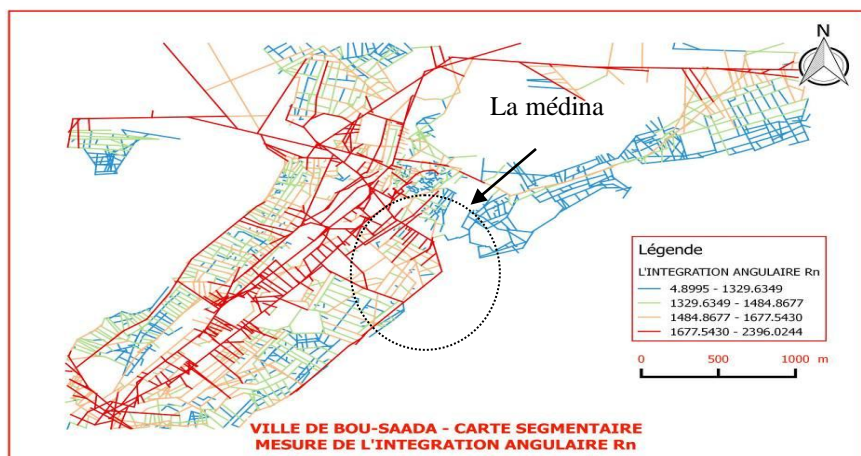 N
La médina
Légende
L'INTEGRATION ANGULAIRE Rn
4.8995 - 1329.6349
1329.6349 - 1484.8677
1484.8677 - 1677.5430
1677.5430 - 2396.0244
0 500 1000 m
VILLE DE BOU-SAADA - CARTE SEGMENTAIRE
MESURE DE L'INTEGRATION ANGULAIRE Rn